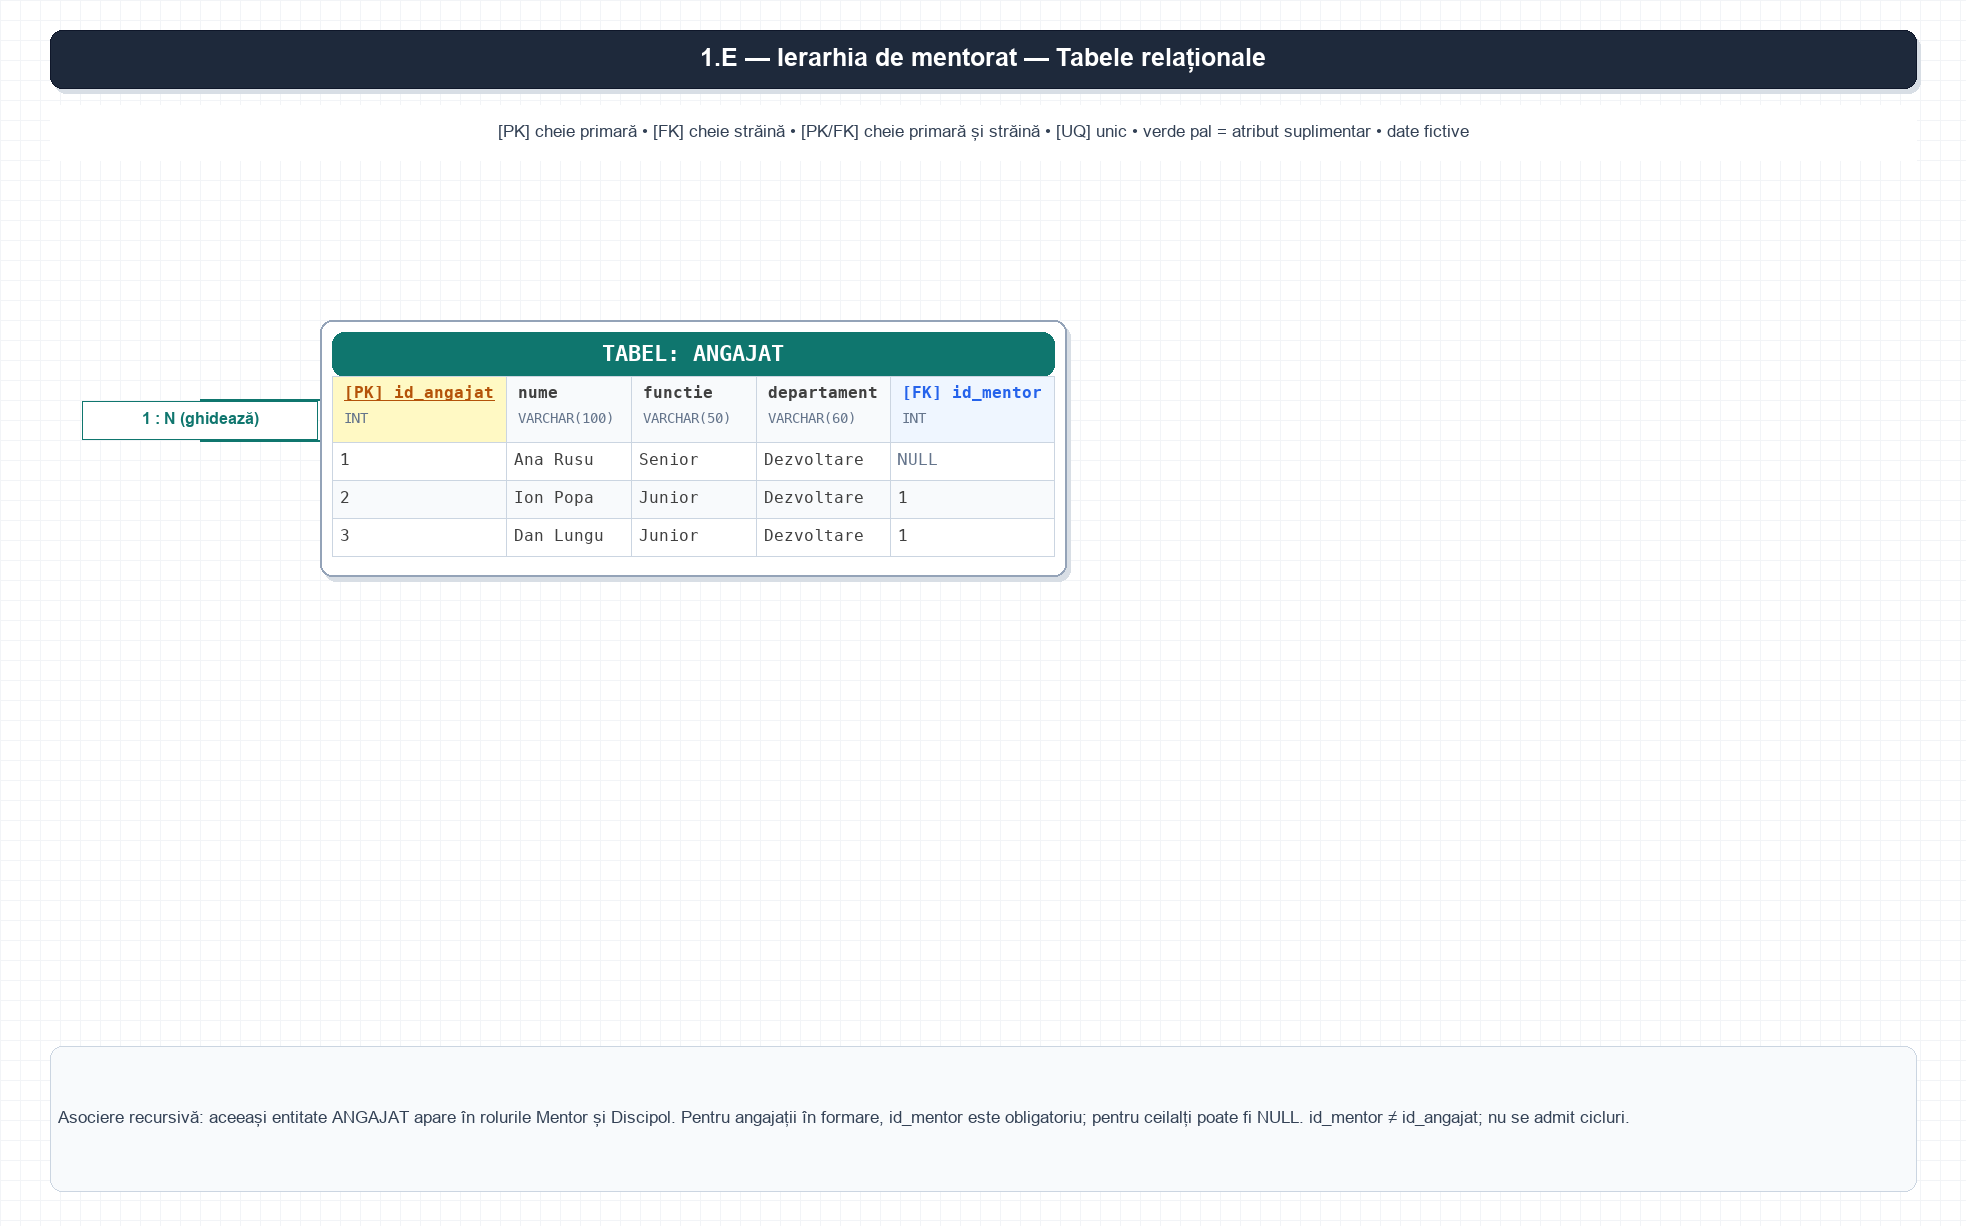 1.E — Ierarhia de mentorat — Tabele relaționale
[PK] cheie primară • [FK] cheie străină • [PK/FK] cheie primară și străină • [UQ] unic • verde pal = atribut suplimentar • date fictive
TABEL: ANGAJAT
[PK] id_angajat nume functie departament [FK] id_mentor
INT VARCHAR(100) VARCHAR(50) VARCHAR(60) INT
1 : N (ghidează)
1 Ana Rusu Senior Dezvoltare NULL
2 Ion Popa Junior Dezvoltare 1
3 Dan Lungu Junior Dezvoltare 1
Asociere recursivă: aceeași entitate ANGAJAT apare în rolurile Mentor și Discipol. Pentru angajații în formare, id_mentor este obligatoriu; pentru ceilalți poate fi NULL. id_mentor ≠ id_angajat; nu se admit cicluri.